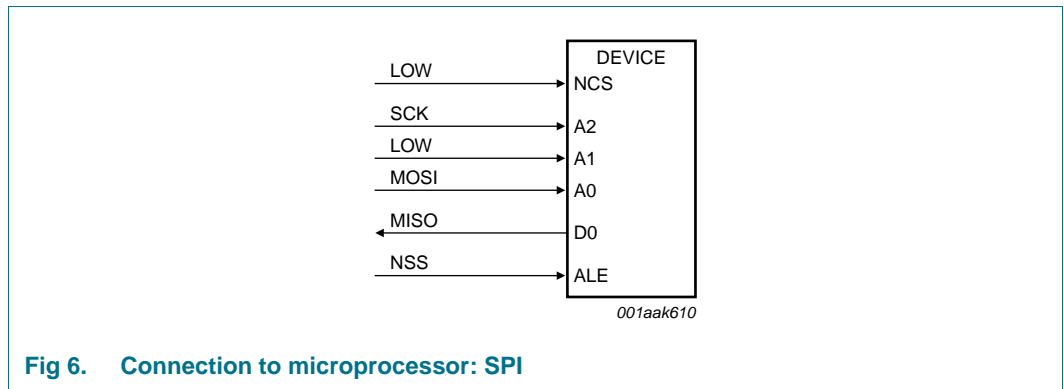 DEVICE
LOW
NCS
SCK
A2
LOW
A1
MOSI
A0
MISO
D0
NSS
ALE
001aak610
Fig 6. Connection to microprocessor: SPI